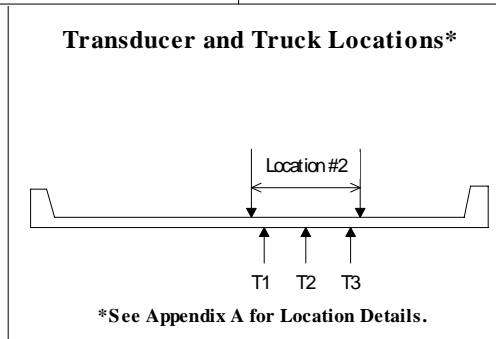 Transducer and Truck Locations*
Location #2
T1 T2 T3
*See Appendix A for Location Details.